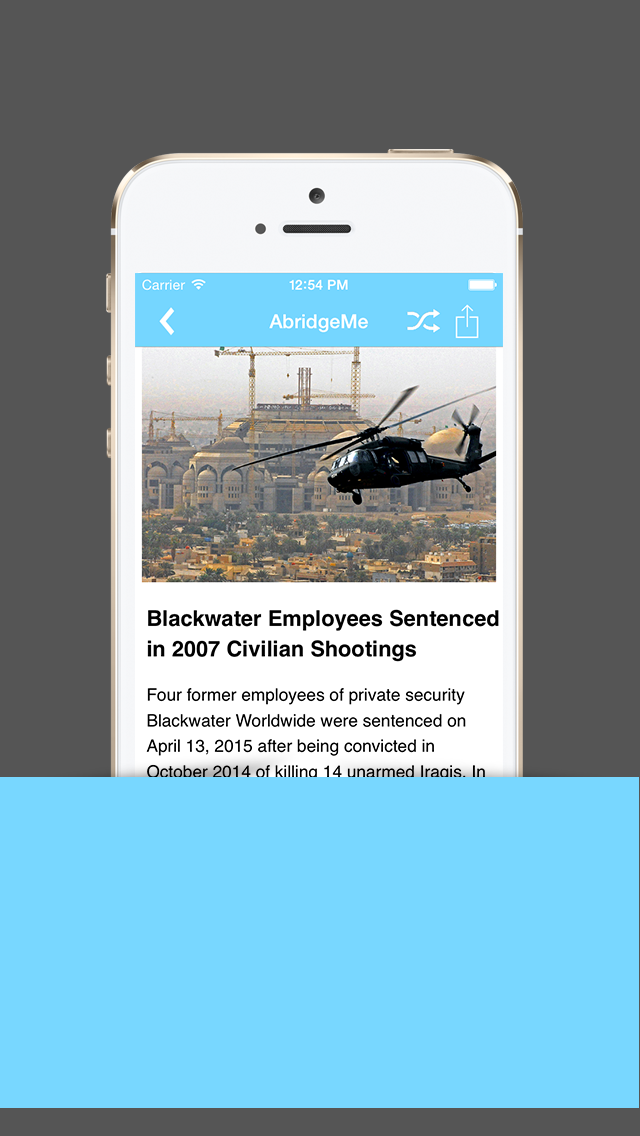 Carrier 12:54 PM
AbridgeMe
Blackwater Employees Sentenced
in 2007 Civilian Shootings
Four former employees of private security
Blackwater Worldwide were sentenced on
April 13, 2015 after being convicted in
October 2014 of killing 14 unarmed Iraqis. In